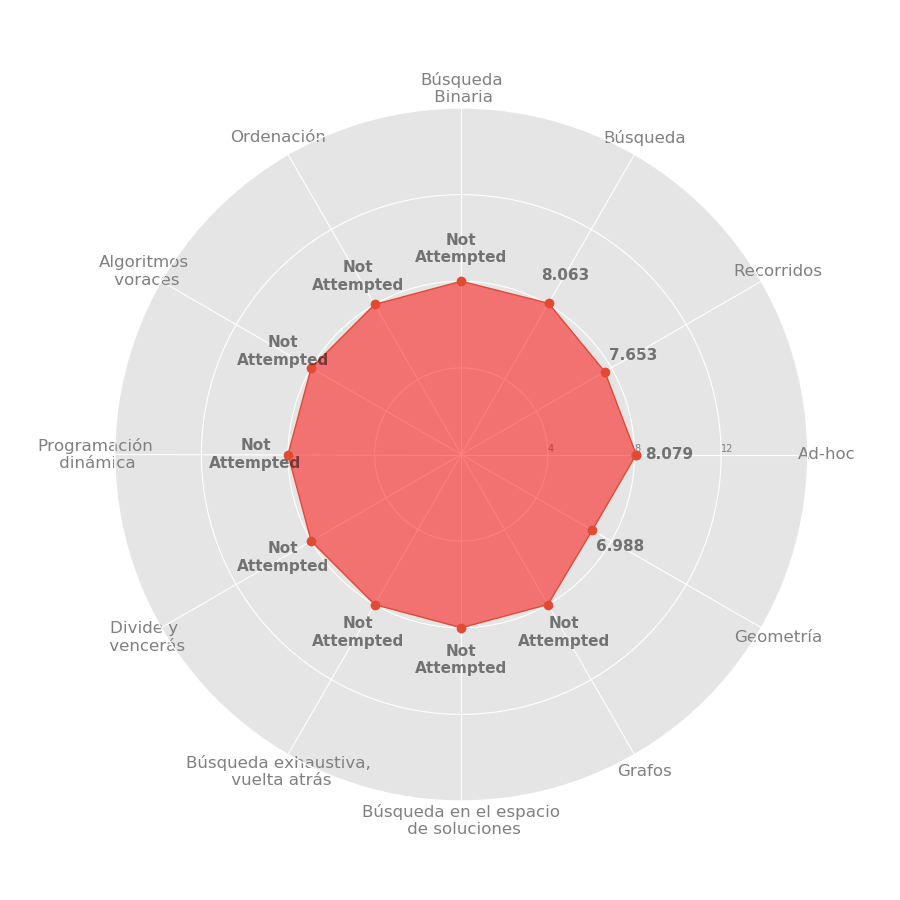 Búsqueda
Binaria
Ordenación
Búsqueda
Algoritmos
voraces
Recorridos
Not
Attempted
Not
Attempted
8.063
Not
Attempted
7.653
Programación
dinámica
Not
Attempted
4
8
12
8.079
Ad-hoc
Not
Attempted
6.988
Divide y
vencerás
Not
Attempted
Not
Attempted
Not
Attempted
Geometría
Búsqueda exhaustiva,
vuelta atrás
Grafos
Búsqueda en el espacio
de soluciones